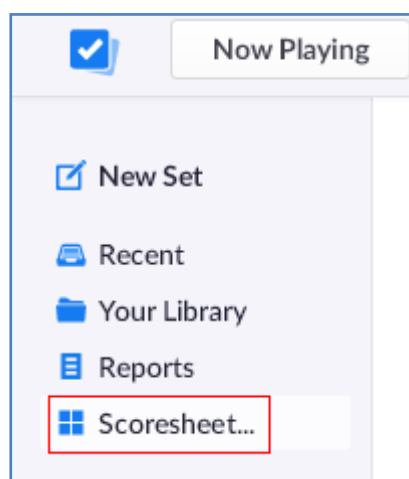 Now Playing
New Set
Recent
Your Library
Reports
Scoresheet...